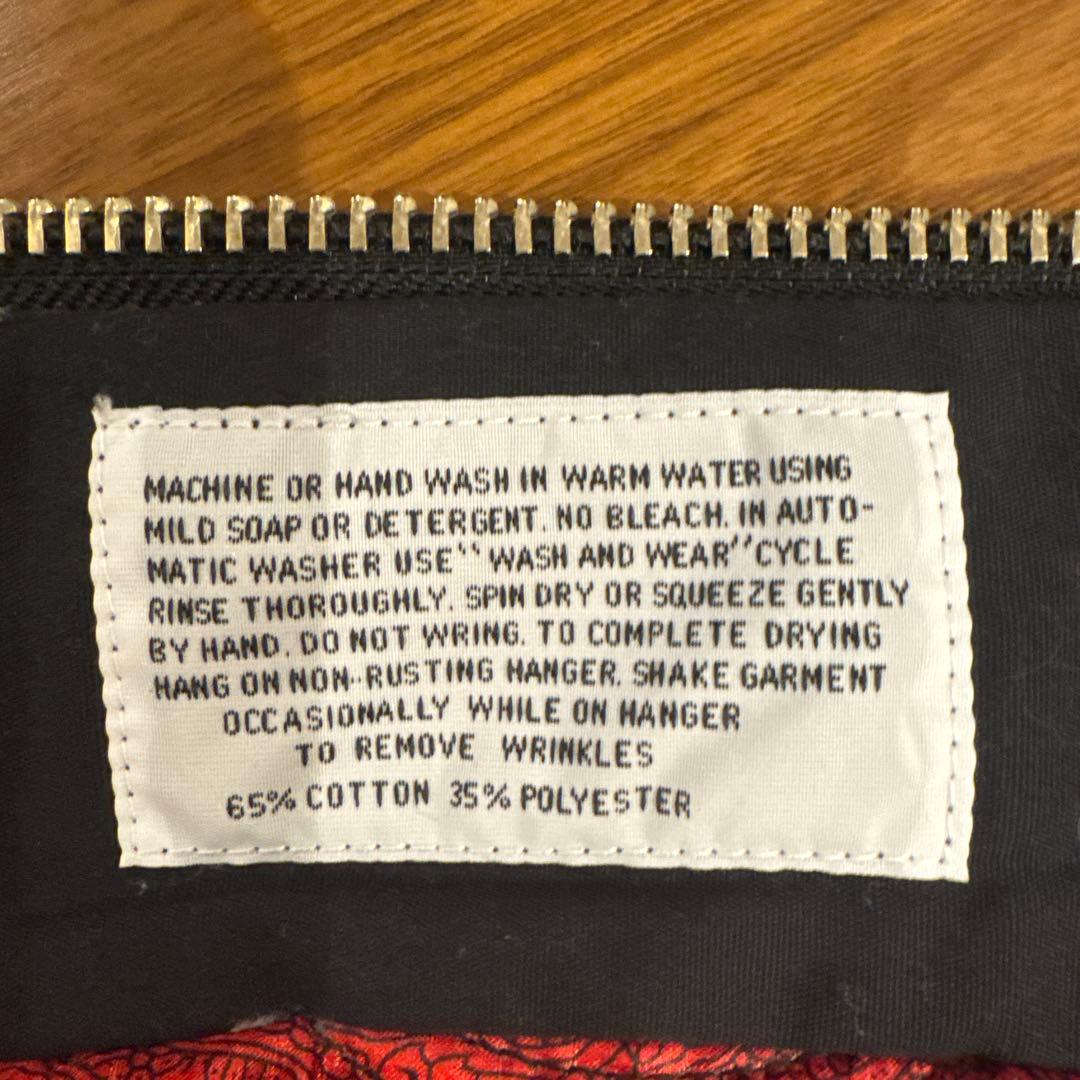 MACHINE OR HAND WASH IN WARM WATER USING
MILD SOAP OR DETERGENT. NO BLEACH. IN AUTO-
MATIC WASHER USE "WASH AND WEAR" CYCLE
RINSE THOROUGHLY. SPIN DRY OR SQUEEZE GENTLY
BY HAND. DO NOT WRING. TO COMPLETE DRYING
HANG ON NON-RUSTING HANGER. SHAKE GARMENT
OCCASIONALLY WHILE ON HANGER
TO REMOVE WRINKLES
65% COTTON 35% POLYESTER